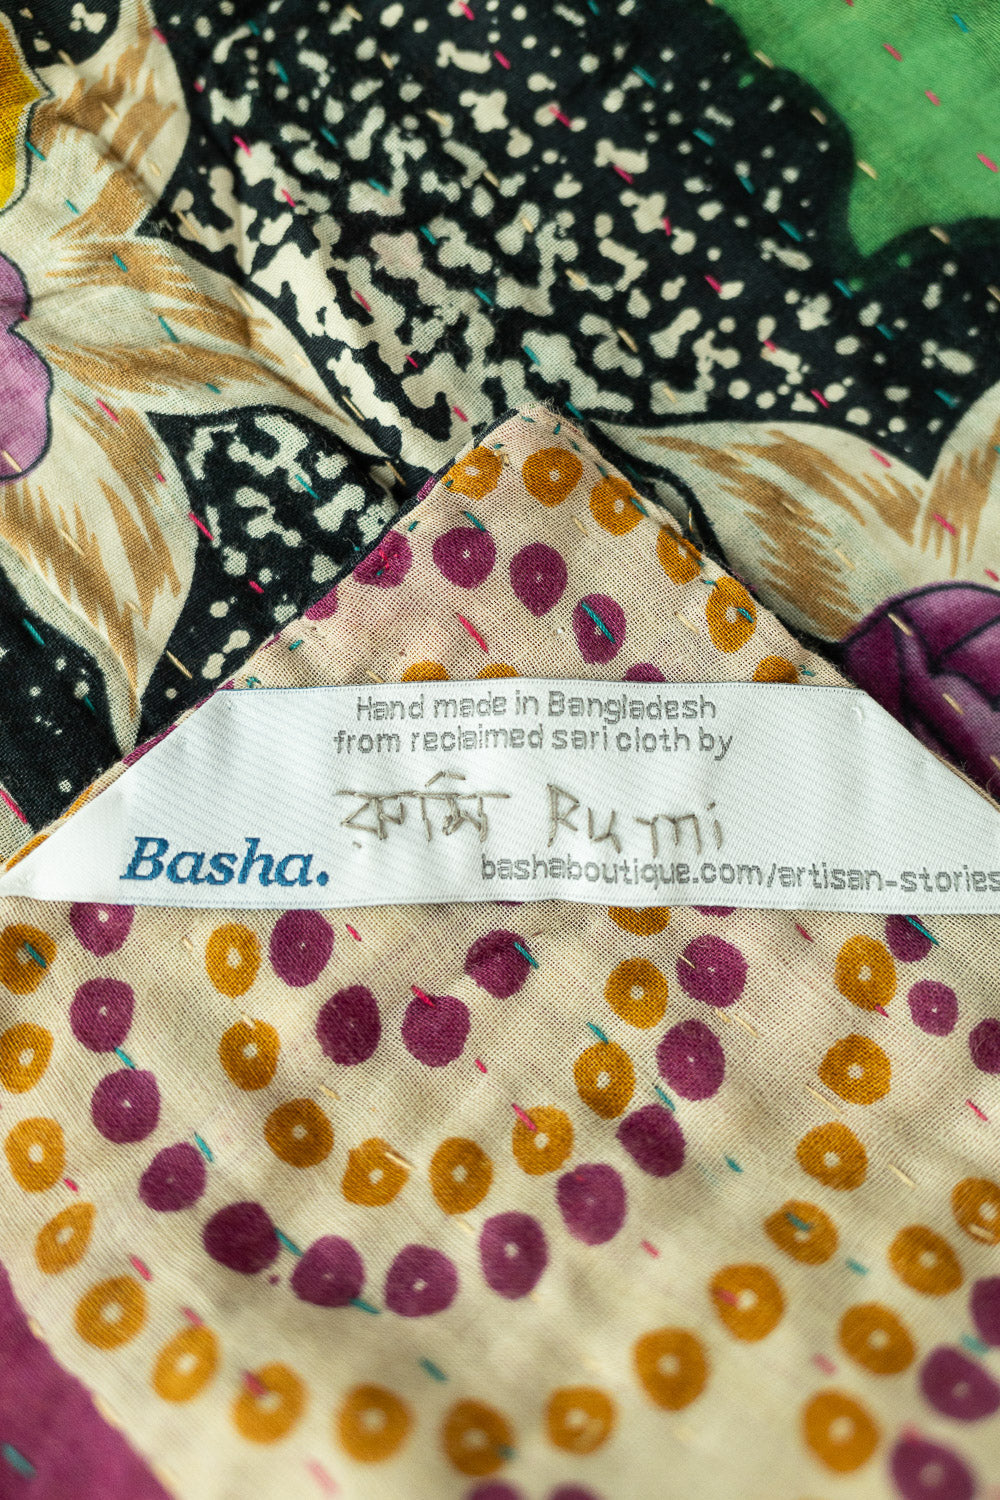 Hand made in Bangladesh
from reclaimed sari cloth by
রুমি Rumi
Basha.
bashaboutique.com/artisan-stories